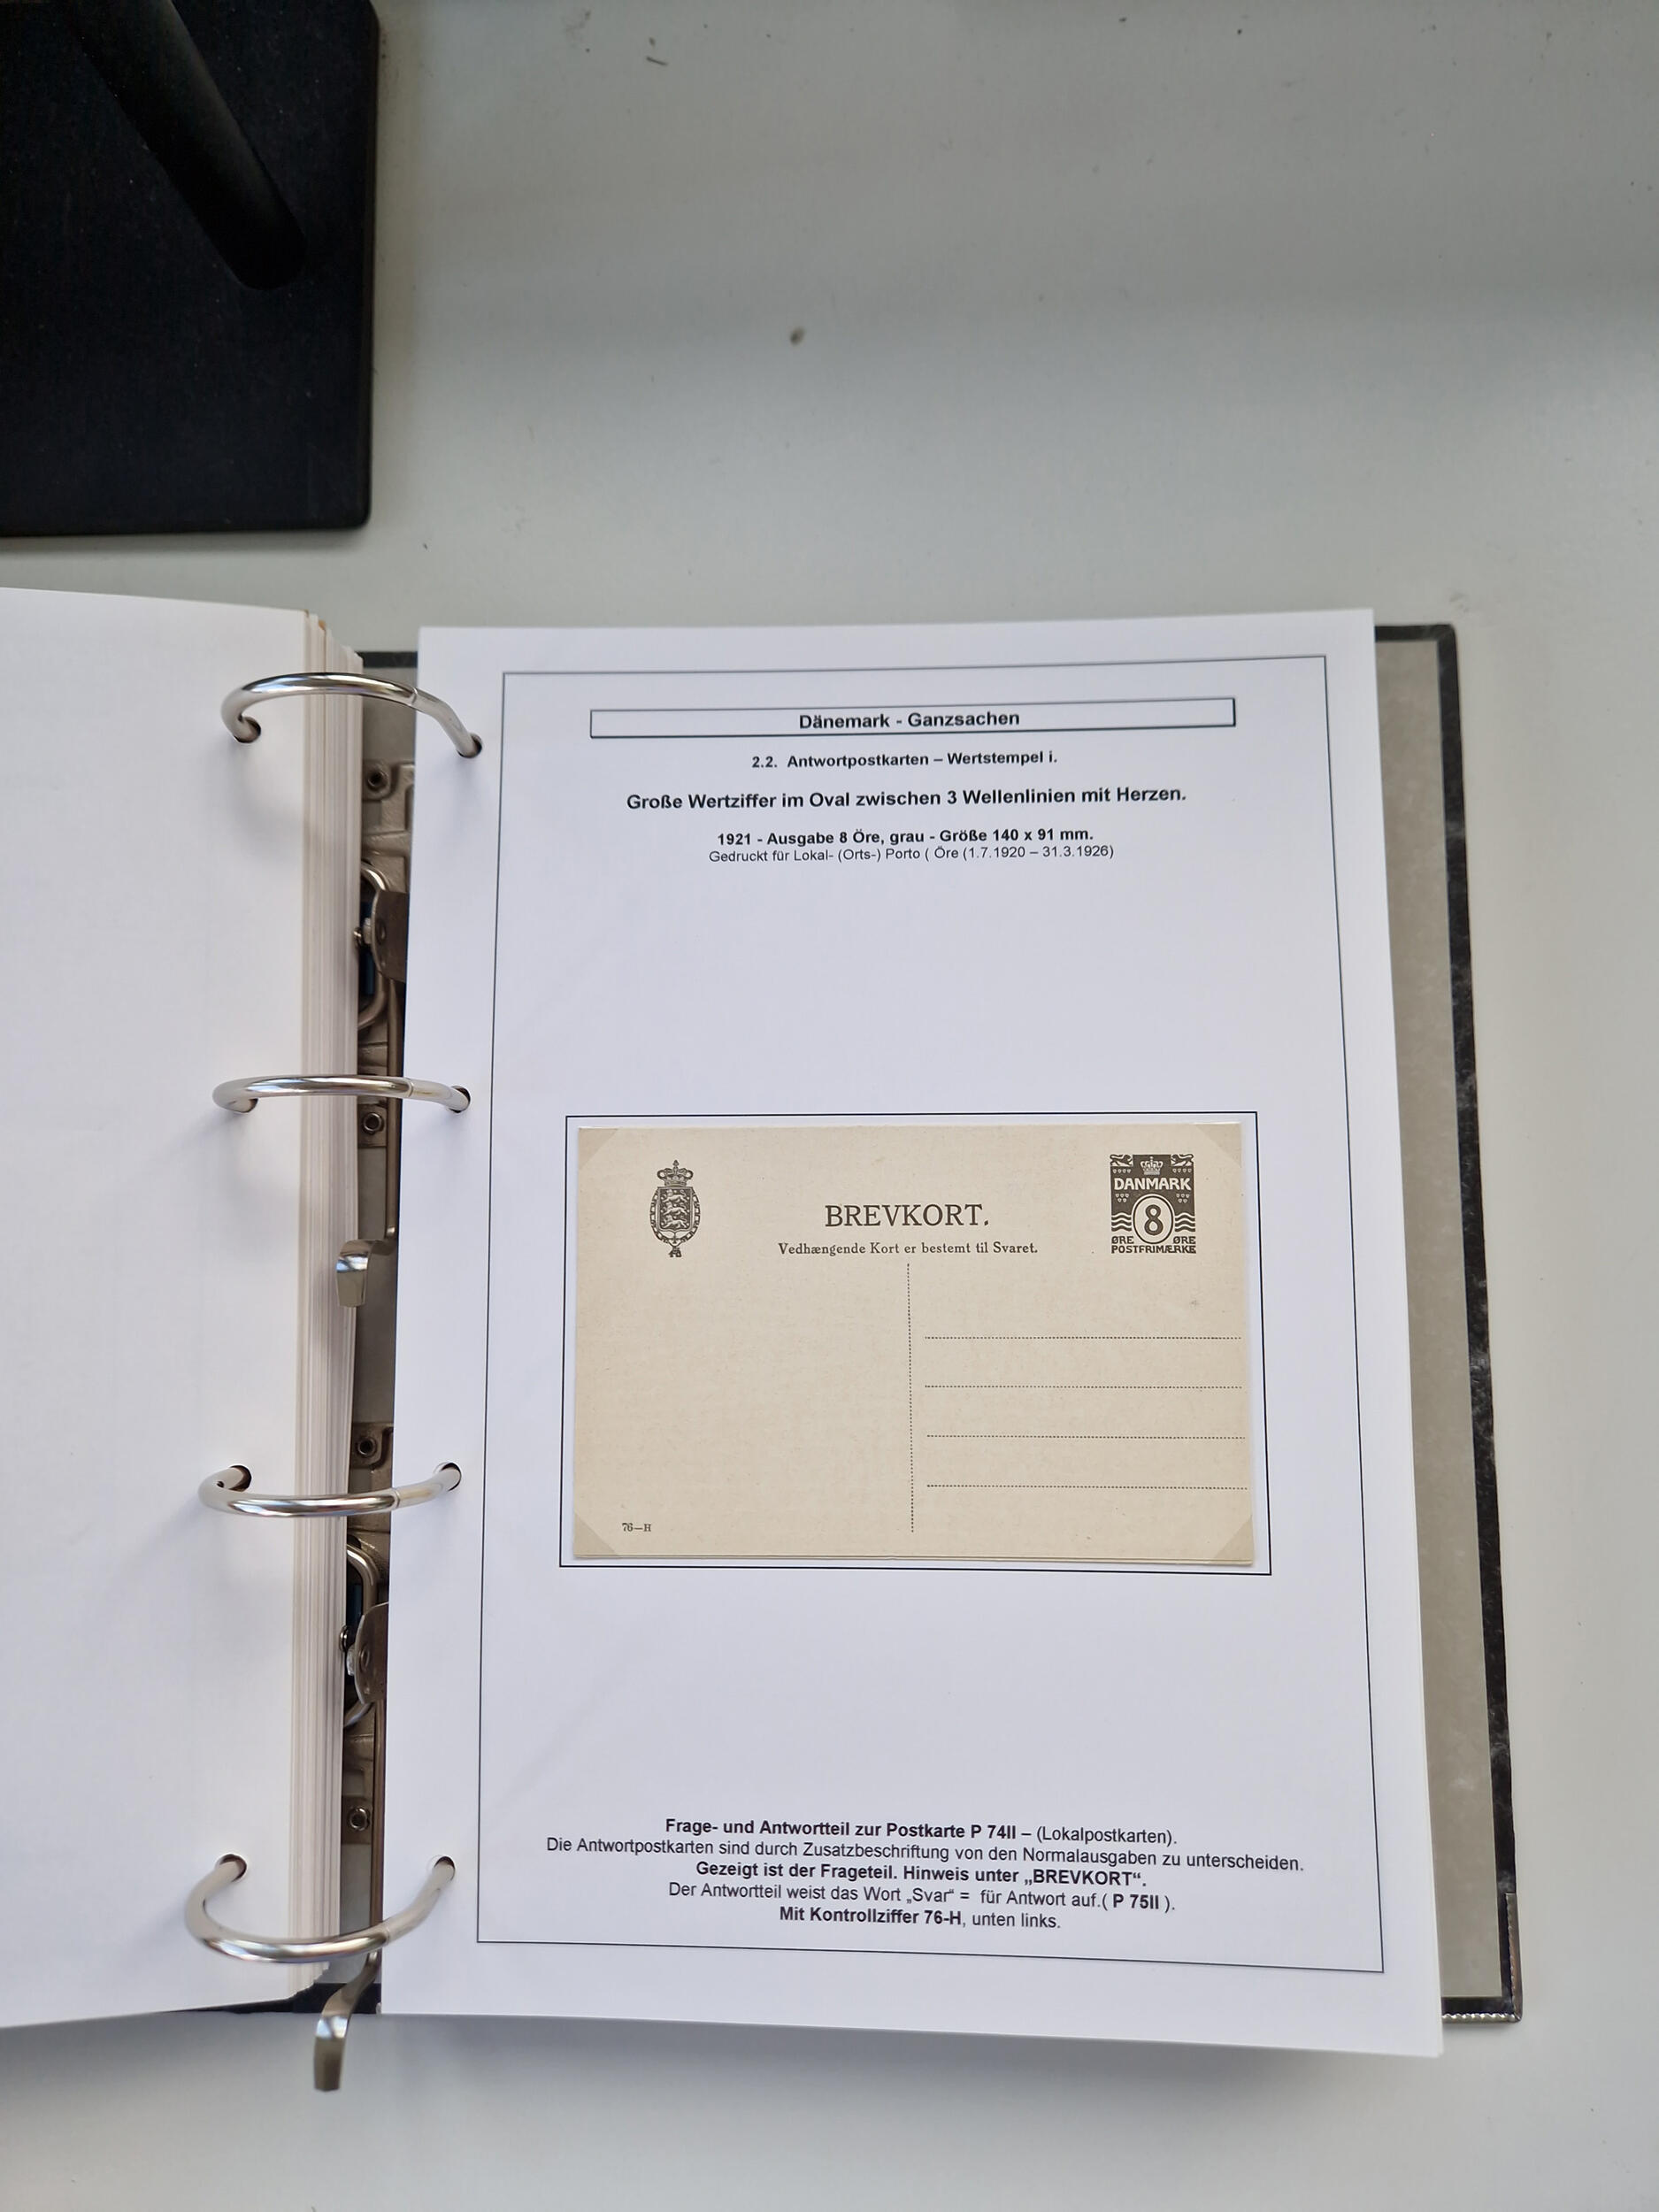 Dänemark - Ganzsachen
2.2. Antwortpostkarten – Wertstempel i.
Große Wertziffer im Oval zwischen 3 Wellenlinien mit Herzen.
1921 - Ausgabe 8 Öre, grau - Größe 140 x 91 mm.
Gedruckt für Lokal- (Orts-) Porto ( Öre (1.7.1920 – 31.3.1926)
BREVKORT.
Vedhængende Kort er bestemt til Svaret.
DANMARK
8
ØRE ØRE
POSTFRIMÆRKE
76—H
Frage- und Antwortteil zur Postkarte P 74II – (Lokalpostkarten).
Die Antwortpostkarten sind durch Zusatzbeschriftung von den Normalausgaben zu unterscheiden.
Gezeigt ist der Frageteil. Hinweis unter „BREVKORT“.
Der Antwortteil weist das Wort „Svar“ = für Antwort auf.( P 75II ).
Mit Kontrollziffer 76-H, unten links.